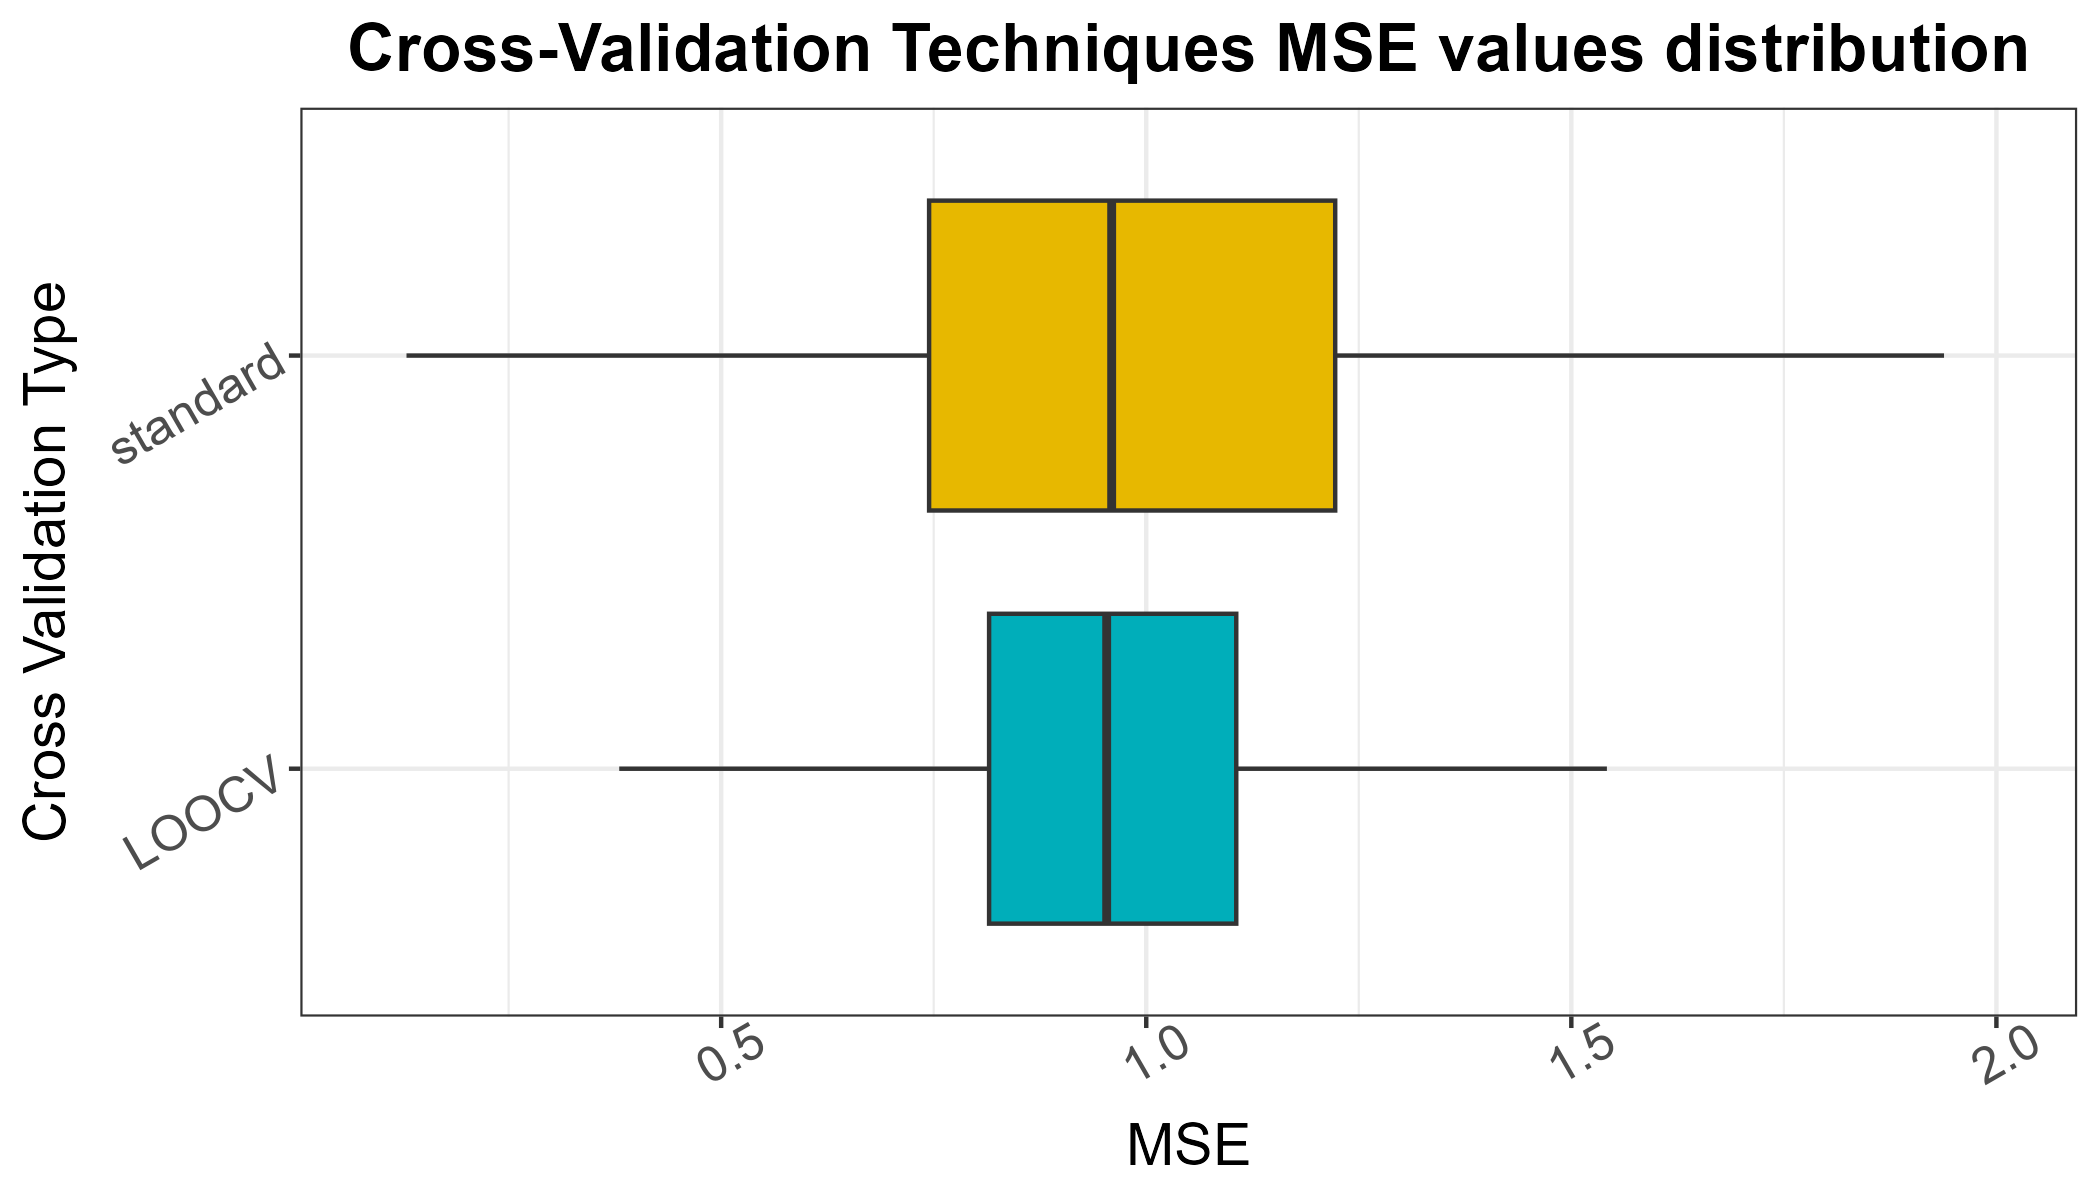 Cross-Validation Techniques MSE values distribution
Cross Validation Type
standard
LOOCV
0.5
1.0
1.5
2.0
MSE